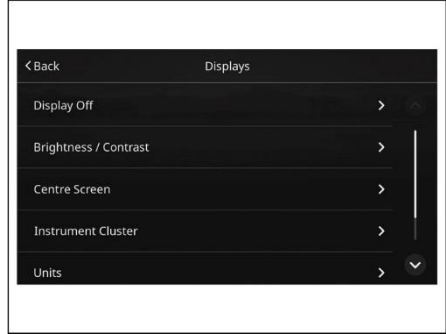 Back Displays
Display Off
Brightness / Contrast
Centre Screen
Instrument Cluster
Units